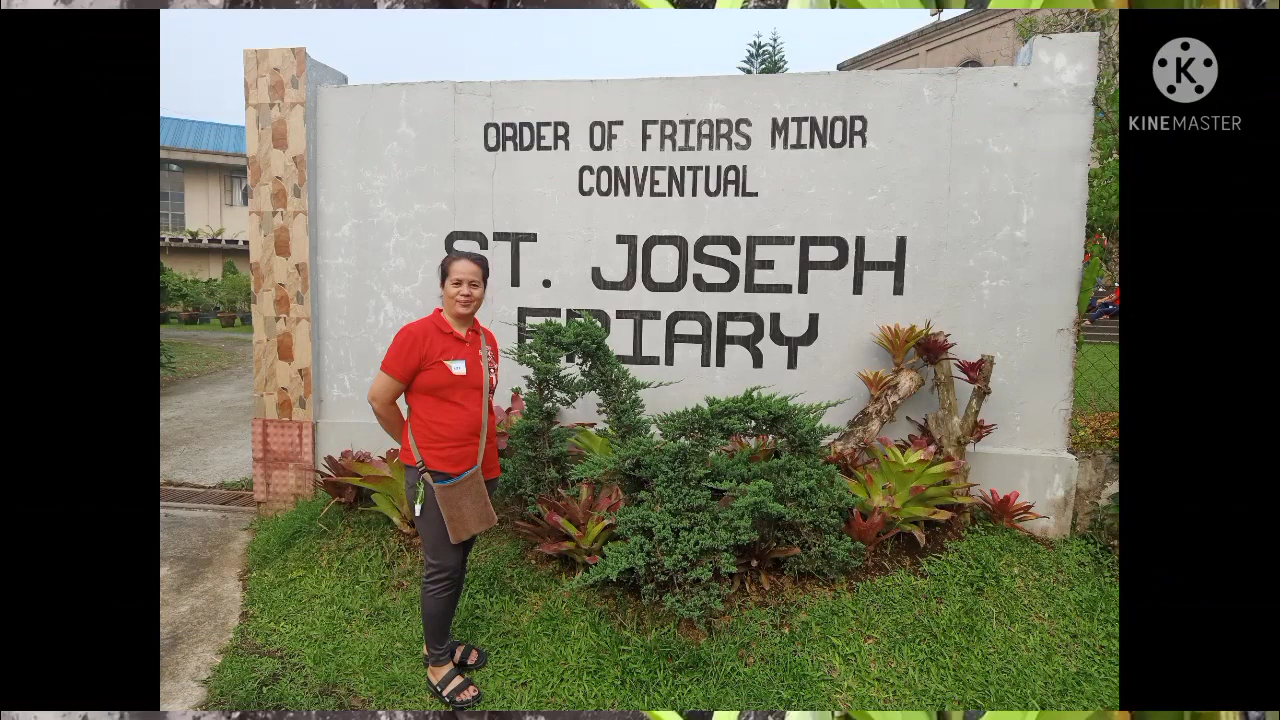 ORDER OF FRIARS MINOR
CONVENTUAL
ST. JOSEPH
FRIARY
K
KINEMASTER